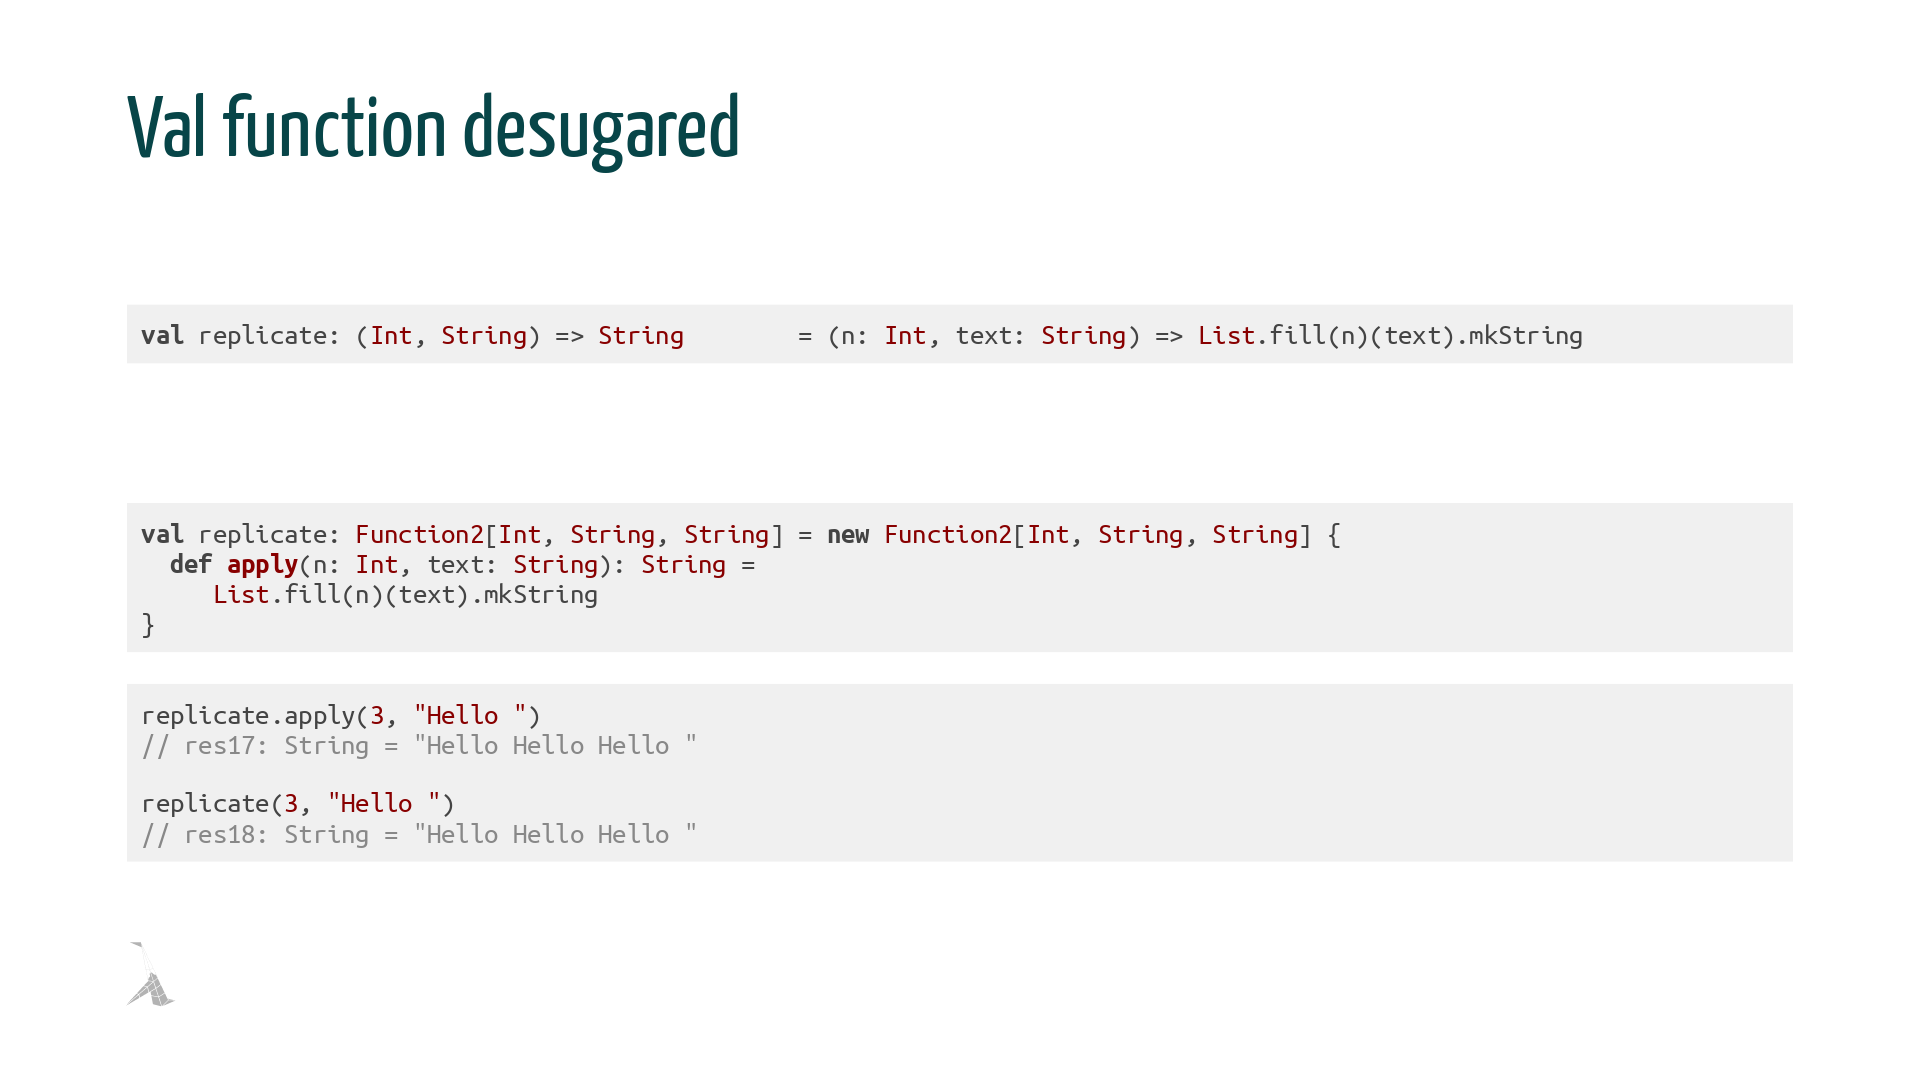 Val function desugared
val replicate: (Int, String) => String        = (n: Int, text: String) => List.fill(n)(text).mkString
val replicate: Function2[Int, String, String] = new Function2[Int, String, String] {
  def apply(n: Int, text: String): String =
     List.fill(n)(text).mkString
}
replicate.apply(3, "Hello ")
// res17: String = "Hello Hello Hello "
replicate(3, "Hello ")
// res18: String = "Hello Hello Hello "